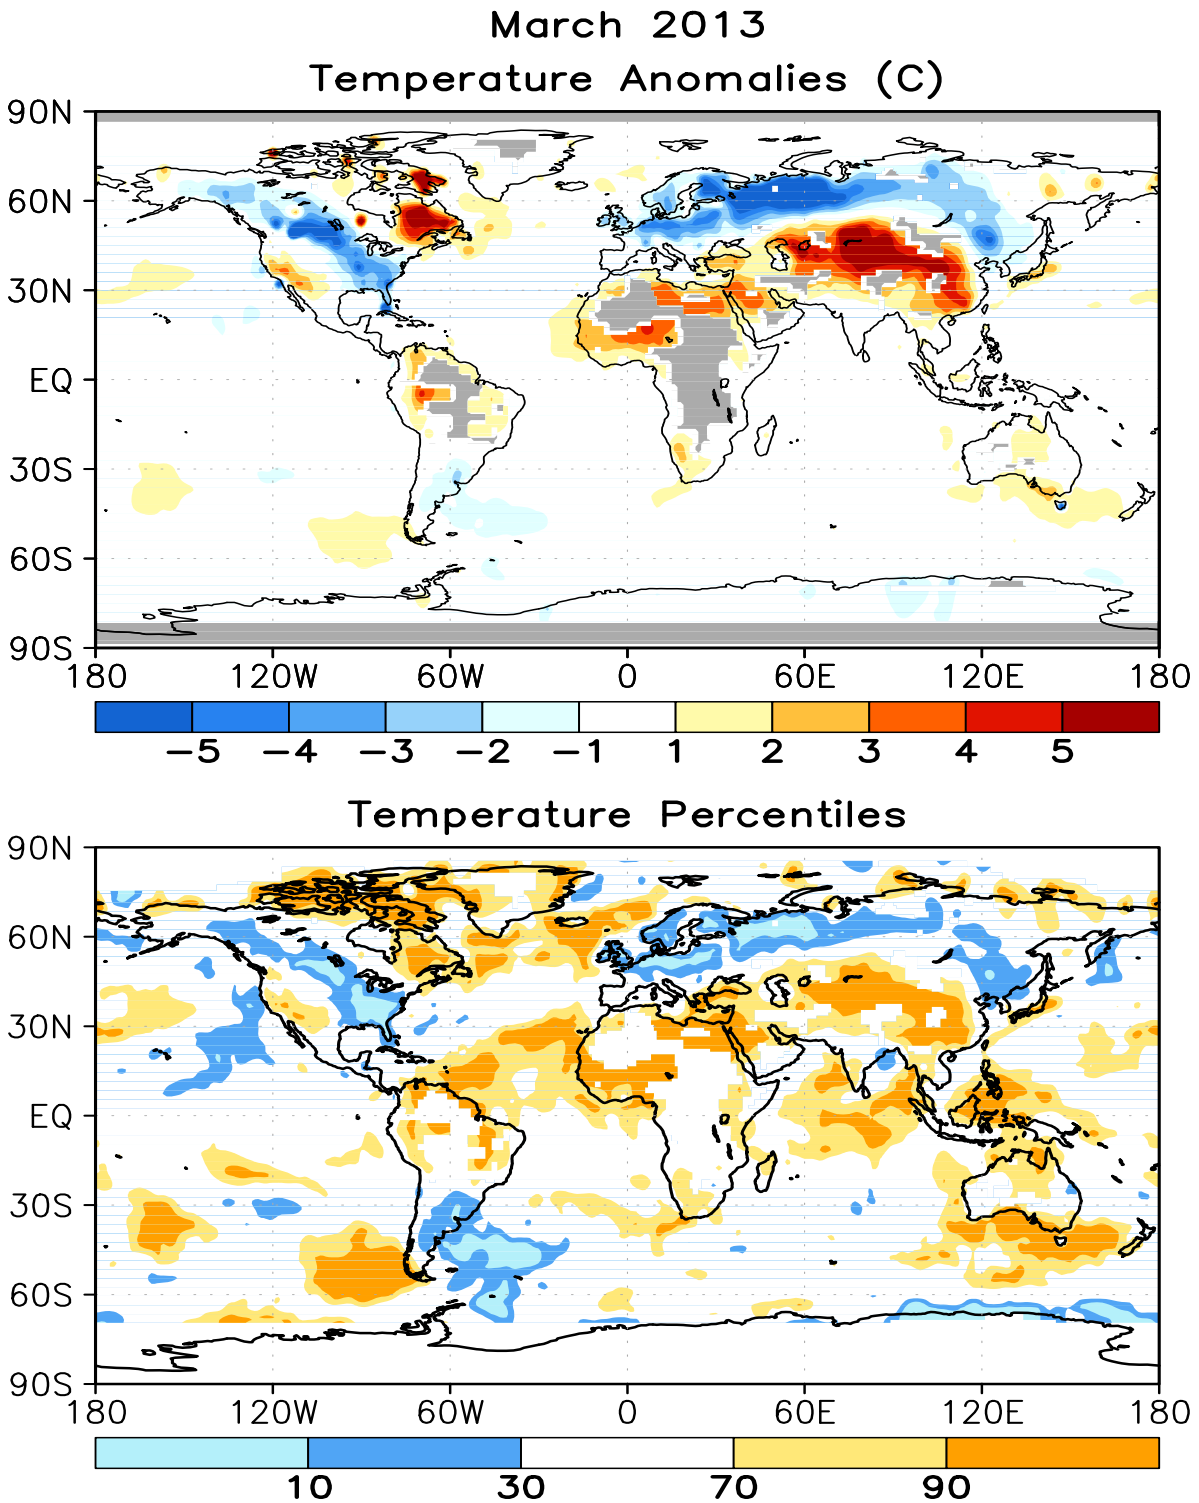 March 2013
Temperature Anomalies (C)
90N
60N
30N
EQ
30S
60S
90S
180 120W 60W 0 60E 120E 180
-5 -4 -3 -2 -1 1 2 3 4 5
Temperature Percentiles
90N
60N
30N
EQ
30S
60S
90S
180 120W 60W 0 60E 120E 180
10 30 70 90